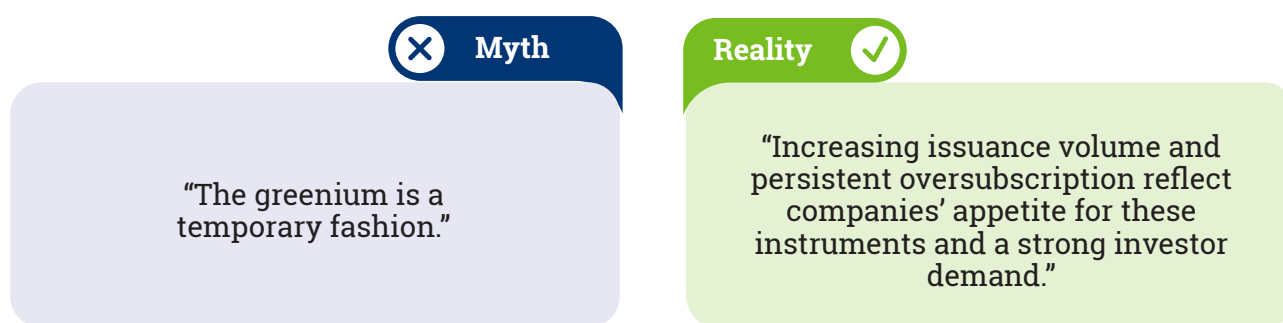 Myth
“The greenium is a
temporary fashion.”
Reality
“Increasing issuance volume and
persistent oversubscription reflect
companies’ appetite for these
instruments and a strong investor
demand.”